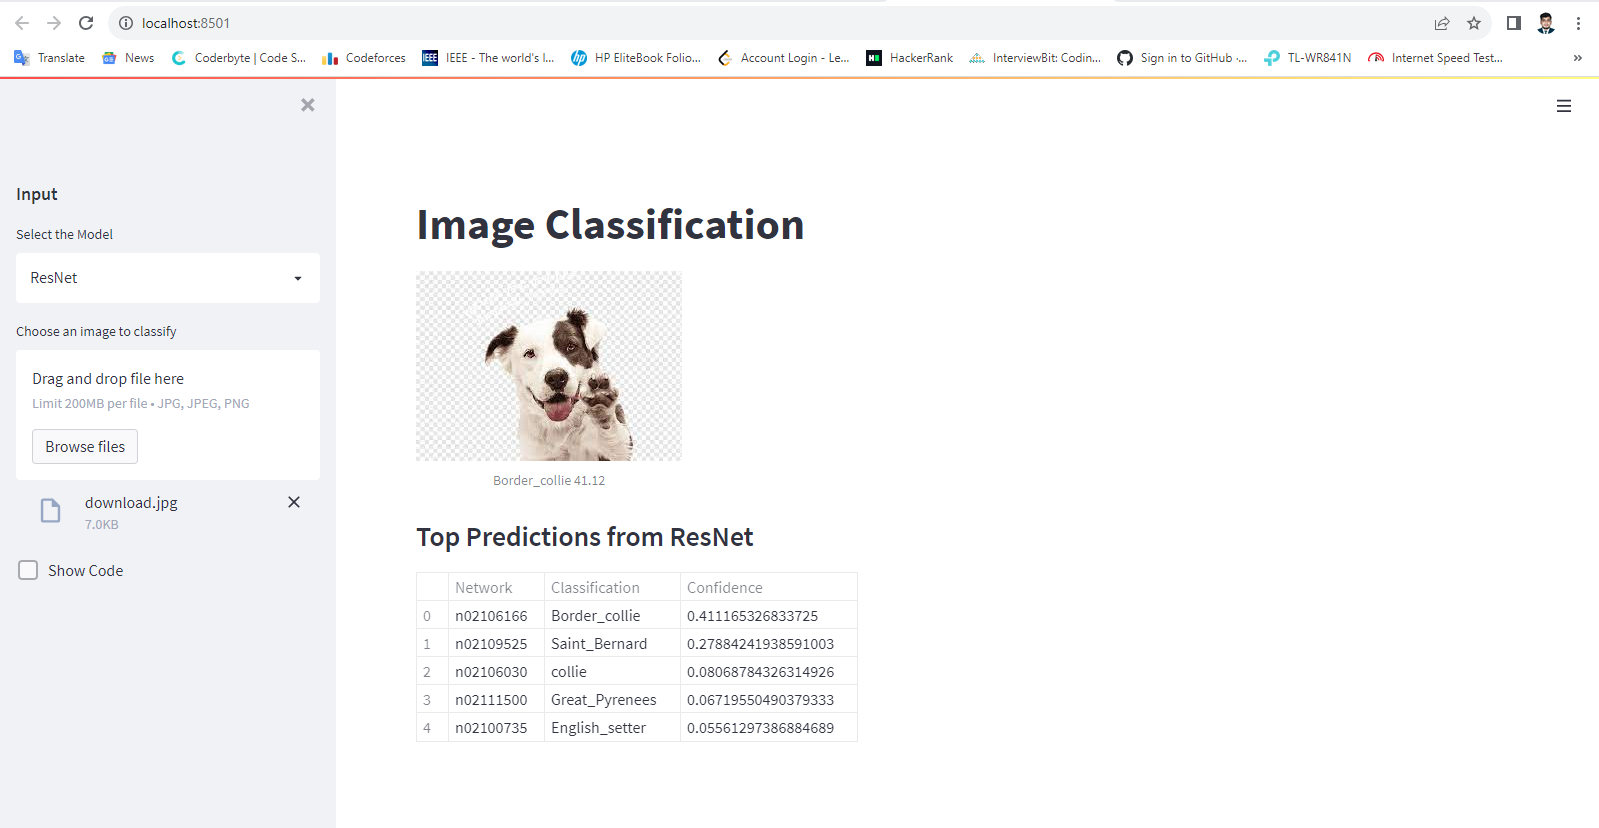 localhost:8501
Translate News Coderbyte | Code S... Codeforces IEEE - The world's l... HP EliteBook Folio... Account Login - Le... HackerRank InterviewBit: Codin... Sign in to GitHub ·... TL-WR841N Internet Speed Test... »
Input
Select the Model
ResNet
Choose an image to classify
Drag and drop file here
Limit 200MB per file • JPG, JPEG, PNG
Browse files
download.jpg
7.0KB
Show Code
Image Classification
Border_collie 41.12
Top Predictions from ResNet
Network Classification Confidence
0 n02106166 Border_collie 0.411165326833725
1 n02109525 Saint_Bernard 0.27884241938591003
2 n02106030 collie 0.08068784326314926
3 n02111500 Great_Pyrenees 0.06719550490379333
4 n02100735 English_setter 0.05561297386884689